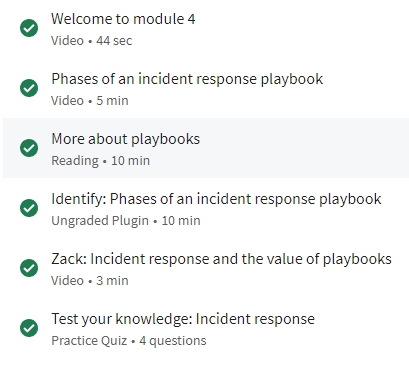 Welcome to module 4
Video • 44 sec
Phases of an incident response playbook
Video • 5 min
More about playbooks
Reading • 10 min
Identify: Phases of an incident response playbook
Ungraded Plugin • 10 min
Zack: Incident response and the value of playbooks
Video • 3 min
Test your knowledge: Incident response
Practice Quiz • 4 questions